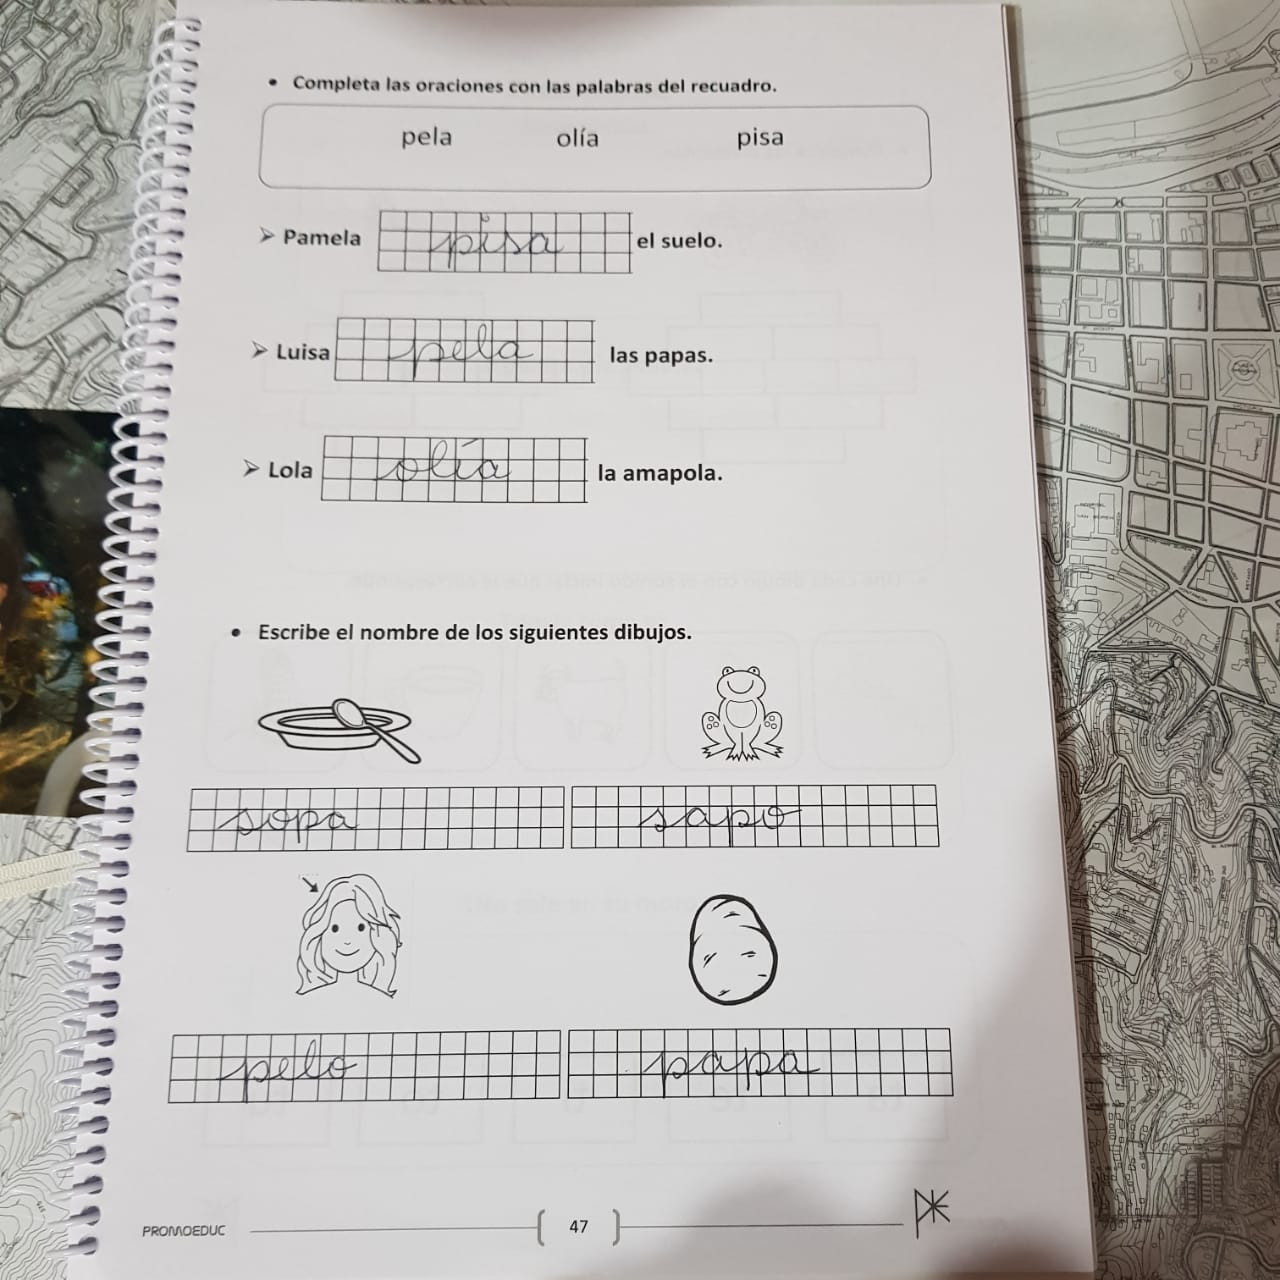 • Completa las oraciones con las palabras del recuadro.
pela olía pisa
➢ Pamela pisa el suelo.
➢ Luisa pela las papas.
➢ Lola olía la amapola.
• Escribe el nombre de los siguientes dibujos.
sopa sapo
pelo papa
PROMOEDUC 47